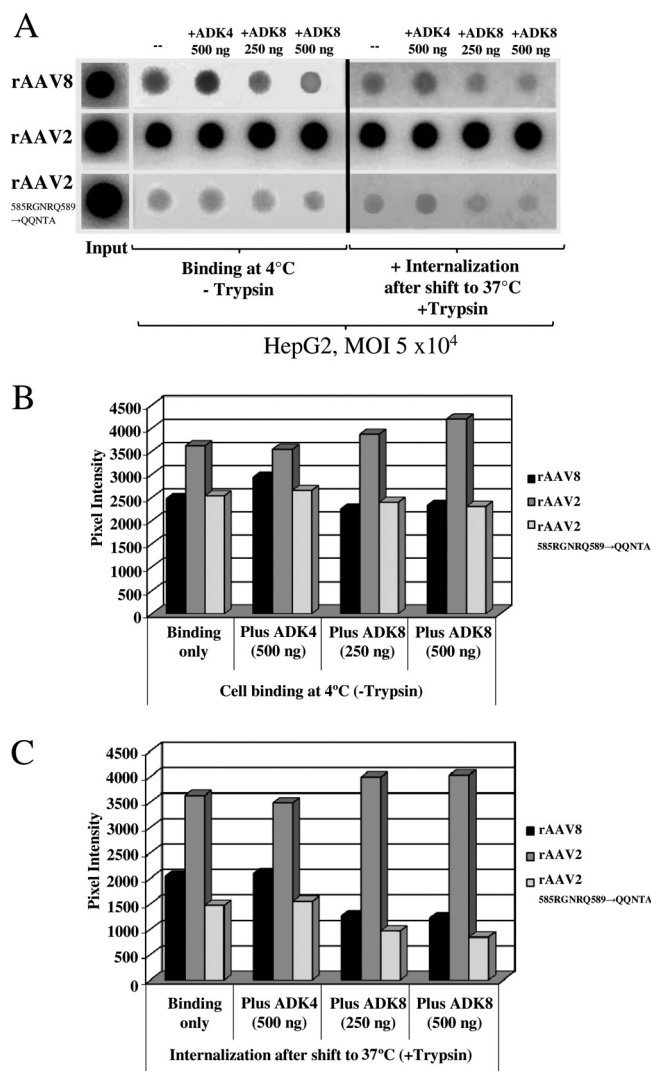 A
-- +ADK4 500 ng +ADK8 250 ng +ADK8 500 ng -- +ADK4 500 ng +ADK8 250 ng +ADK8 500 ng
rAAV8
rAAV2
rAAV2
585RGNRQ589
→QQNTA
Input
Binding at 4°C
- Trypsin
+ Internalization
after shift to 37°C
+Trypsin
HepG2, MOI 5 x10⁴
B
4500
4000
3500
3000
2500
2000
1500
1000
500
0
Pixel Intensity
rAAV8
rAAV2
rAAV2
585RGNRQ589→QQNTA
Binding only
Plus ADK4 (500 ng)
Plus ADK8 (250 ng)
Plus ADK8 (500 ng)
Cell binding at 4ºC (-Trypsin)
C
4500
4000
3500
3000
2500
2000
1500
1000
500
0
Pixel Intensity
rAAV8
rAAV2
rAAV2
585RGNRQ589→QQNTA
Binding only
Plus ADK4 (500 ng)
Plus ADK8 (250 ng)
Plus ADK8 (500 ng)
Internalization after shift to 37ºC (+Trypsin)